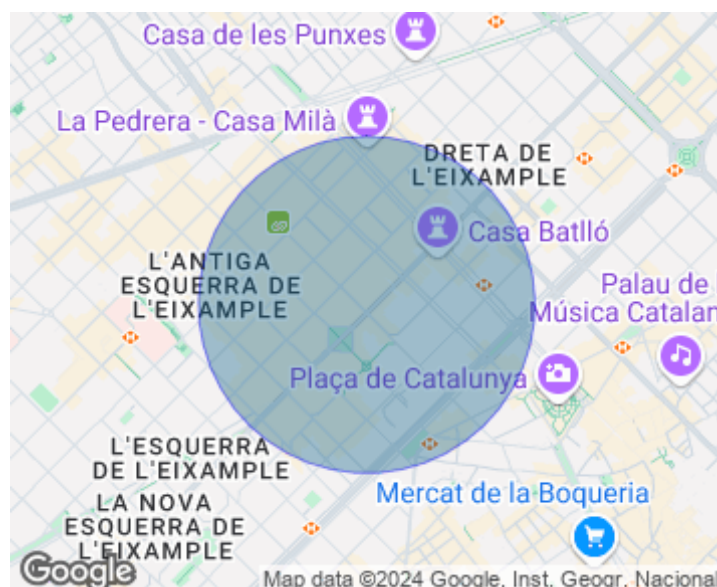 Casa de les Punxes
La Pedrera - Casa Milà
DRETA DE
L'EIXAMPLE
Casa Batlló
L'ANTIGA
ESQUERRA DE
L'EIXAMPLE
Palau de
Música Catalan
Plaça de Catalunya
L'ESQUERRA
DE L'EIXAMPLE
Mercat de la Boqueria
LA NOVA
ESQUERRA DE
L'EIXAMPLE
Google
Map data ©2024 Google, Inst. Geogr. Nacional